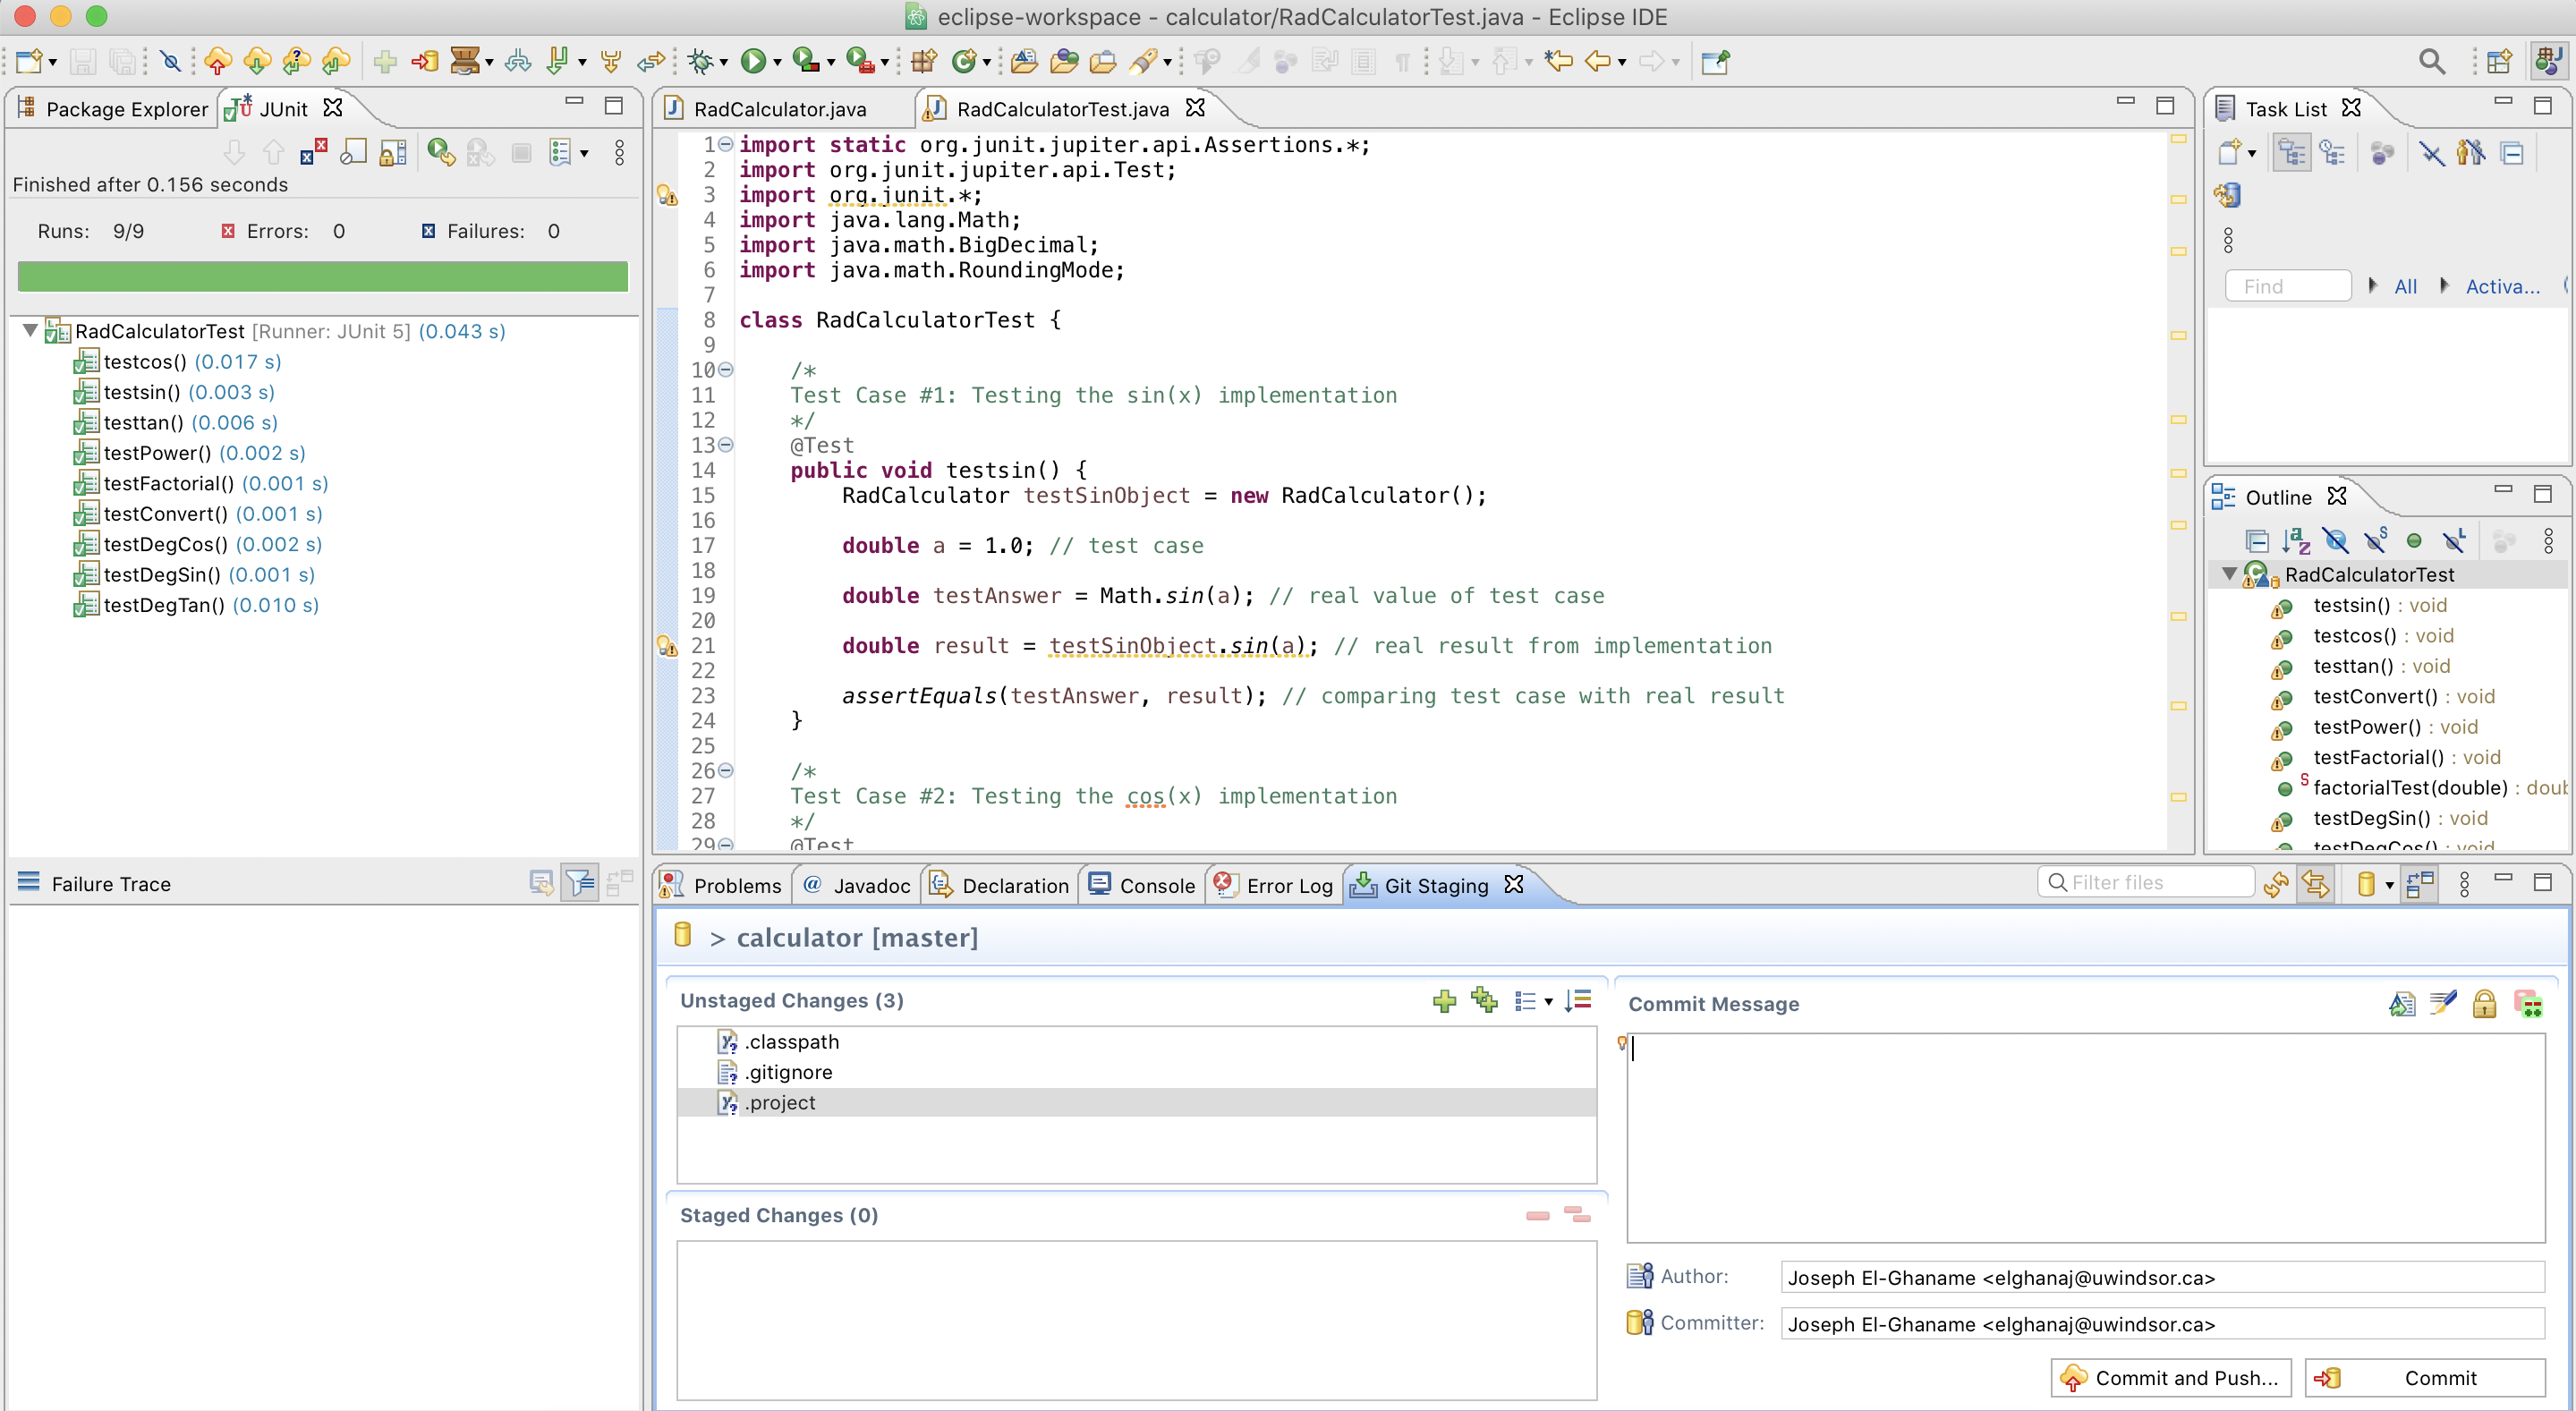 eclipse-workspace - calculator/RadCalculatorTest.java - Eclipse IDE
Package Explorer
JUnit
Finished after 0.156 seconds
Runs: 9/9
Errors: 0
Failures: 0
RadCalculatorTest [Runner: JUnit 5] (0.043 s)
testcos() (0.017 s)
testsin() (0.003 s)
testtan() (0.006 s)
testPower() (0.002 s)
testFactorial() (0.001 s)
testConvert() (0.001 s)
testDegCos() (0.002 s)
testDegSin() (0.001 s)
testDegTan() (0.010 s)
Failure Trace
RadCalculator.java
RadCalculatorTest.java
1 import static org.junit.jupiter.api.Assertions.*;
2 import org.junit.jupiter.api.Test;
3 import org.junit.*;
4 import java.lang.Math;
5 import java.math.BigDecimal;
6 import java.math.RoundingMode;
7
8 class RadCalculatorTest {
9
10 /*
11 Test Case #1: Testing the sin(x) implementation
12 */
13 @Test
14 public void testsin() {
15 RadCalculator testSinObject = new RadCalculator();
16
17 double a = 1.0; // test case
18
19 double testAnswer = Math.sin(a); // real value of test case
20
21 double result = testSinObject.sin(a); // real result from implementation
22
23 assertEquals(testAnswer, result); // comparing test case with real result
24 }
25
26 /*
27 Test Case #2: Testing the cos(x) implementation
28 */
29 @Test
Task List
Find
All
Activa...
Outline
RadCalculatorTest
testsin() : void
testcos() : void
testtan() : void
testConvert() : void
testPower() : void
testFactorial() : void
factorialTest(double) : doub
testDegSin() : void
testDegCos() : void
Problems
Javadoc
Declaration
Console
Error Log
Git Staging
Filter files
> calculator [master]
Unstaged Changes (3)
.classpath
.gitignore
.project
Staged Changes (0)
Commit Message
Author: Joseph El-Ghaname <elghanaj@uwindsor.ca>
Committer: Joseph El-Ghaname <elghanaj@uwindsor.ca>
Commit and Push...
Commit